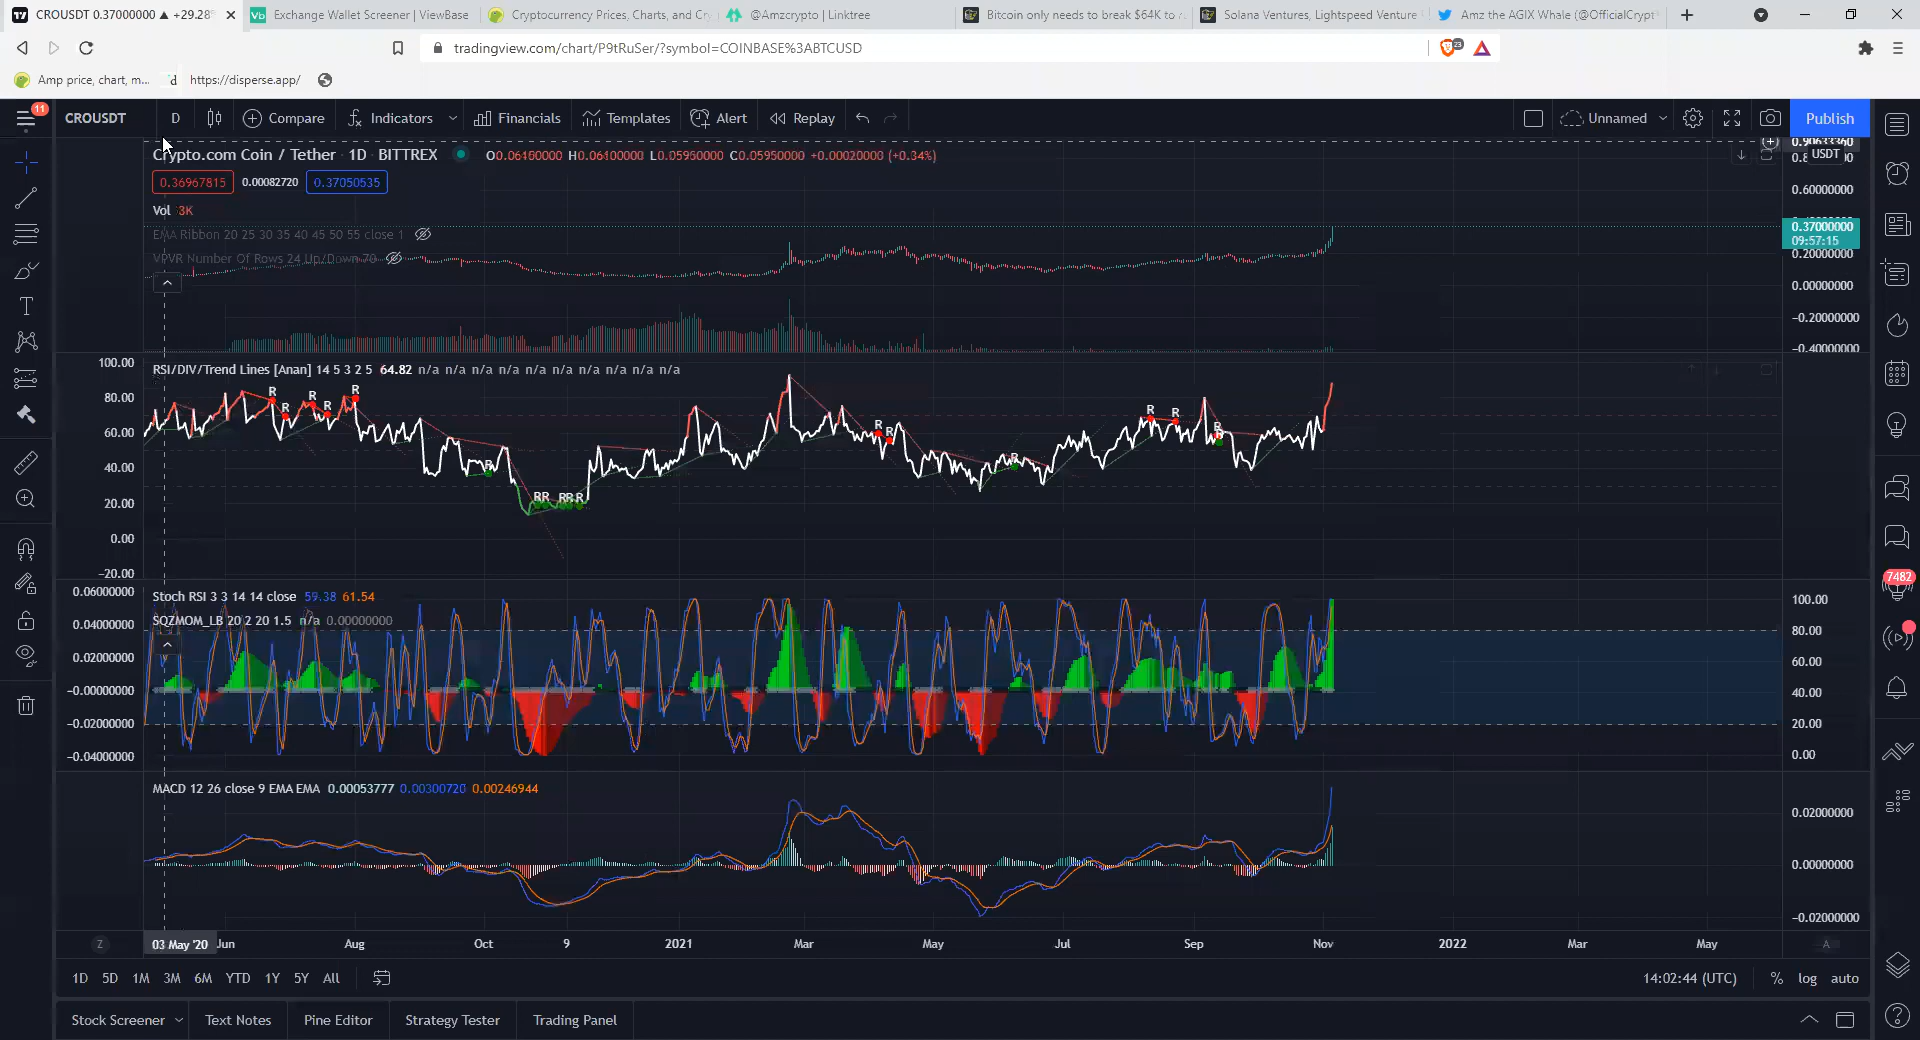 CROUSDT 0.37000000 ▲ +29.28%
Exchange Wallet Screener | ViewBase
Cryptocurrency Prices, Charts, and Cry
@Amzcrypto | Linktree
Bitcoin only needs to break $64K to
Solana Ventures, Lightspeed Venture
Amz the AGIX Whale (@OfficialCrypt
tradingview.com/chart/P9tRuSer/?symbol=COINBASE%3ABTCUSD
23
Amp price, chart, m...
d https://disperse.app/
11
CROUSDT D Compare Indicators Financials Templates Alert Replay Unnamed Publish
Crypto.com Coin / Tether · 1D · BITTREX O0.06100000 H0.06100000 L0.05950000 C0.05950000 +0.00020000 (+0.34%)
USDT
0.36967815 0.00082720 0.37050535
0.60000000
Vol 3K
0.37000000
EMA Ribbon 20 25 30 35 40 45 50 55 close 1
09:57:15
0.20000000
VPVR Number Of Rows 24 Up/Down 70
0.00000000
-0.20000000
-0.40000000
100.00
RSI/DIV/Trend Lines [Anan] 14 5 3 2 5 64.82 n/a n/a n/a n/a n/a n/a n/a n/a n/a n/a
80.00
60.00
40.00
20.00
0.00
-20.00
R R R R R
R
RR RRR
R R
R
R R
R
0.06000000
0.04000000
0.02000000
-0.00000000
-0.02000000
-0.04000000
Stoch RSI 3 3 14 14 close 59.38 61.54
SQZMOM_LB 20 2 20 1.5 n/a 0.00000000
100.00
80.00
60.00
40.00
20.00
0.00
7482
MACD 12 26 close 9 EMA EMA 0.00053777 0.00300720 0.00246944
0.02000000
0.00000000
-0.02000000
Z 03 May '20 Jun Aug Oct 9 2021 Mar May Jul Sep Nov 2022 Mar May A
1D 5D 1M 3M 6M YTD 1Y 5Y All
14:02:44 (UTC) % log auto
Stock Screener Text Notes Pine Editor Strategy Tester Trading Panel